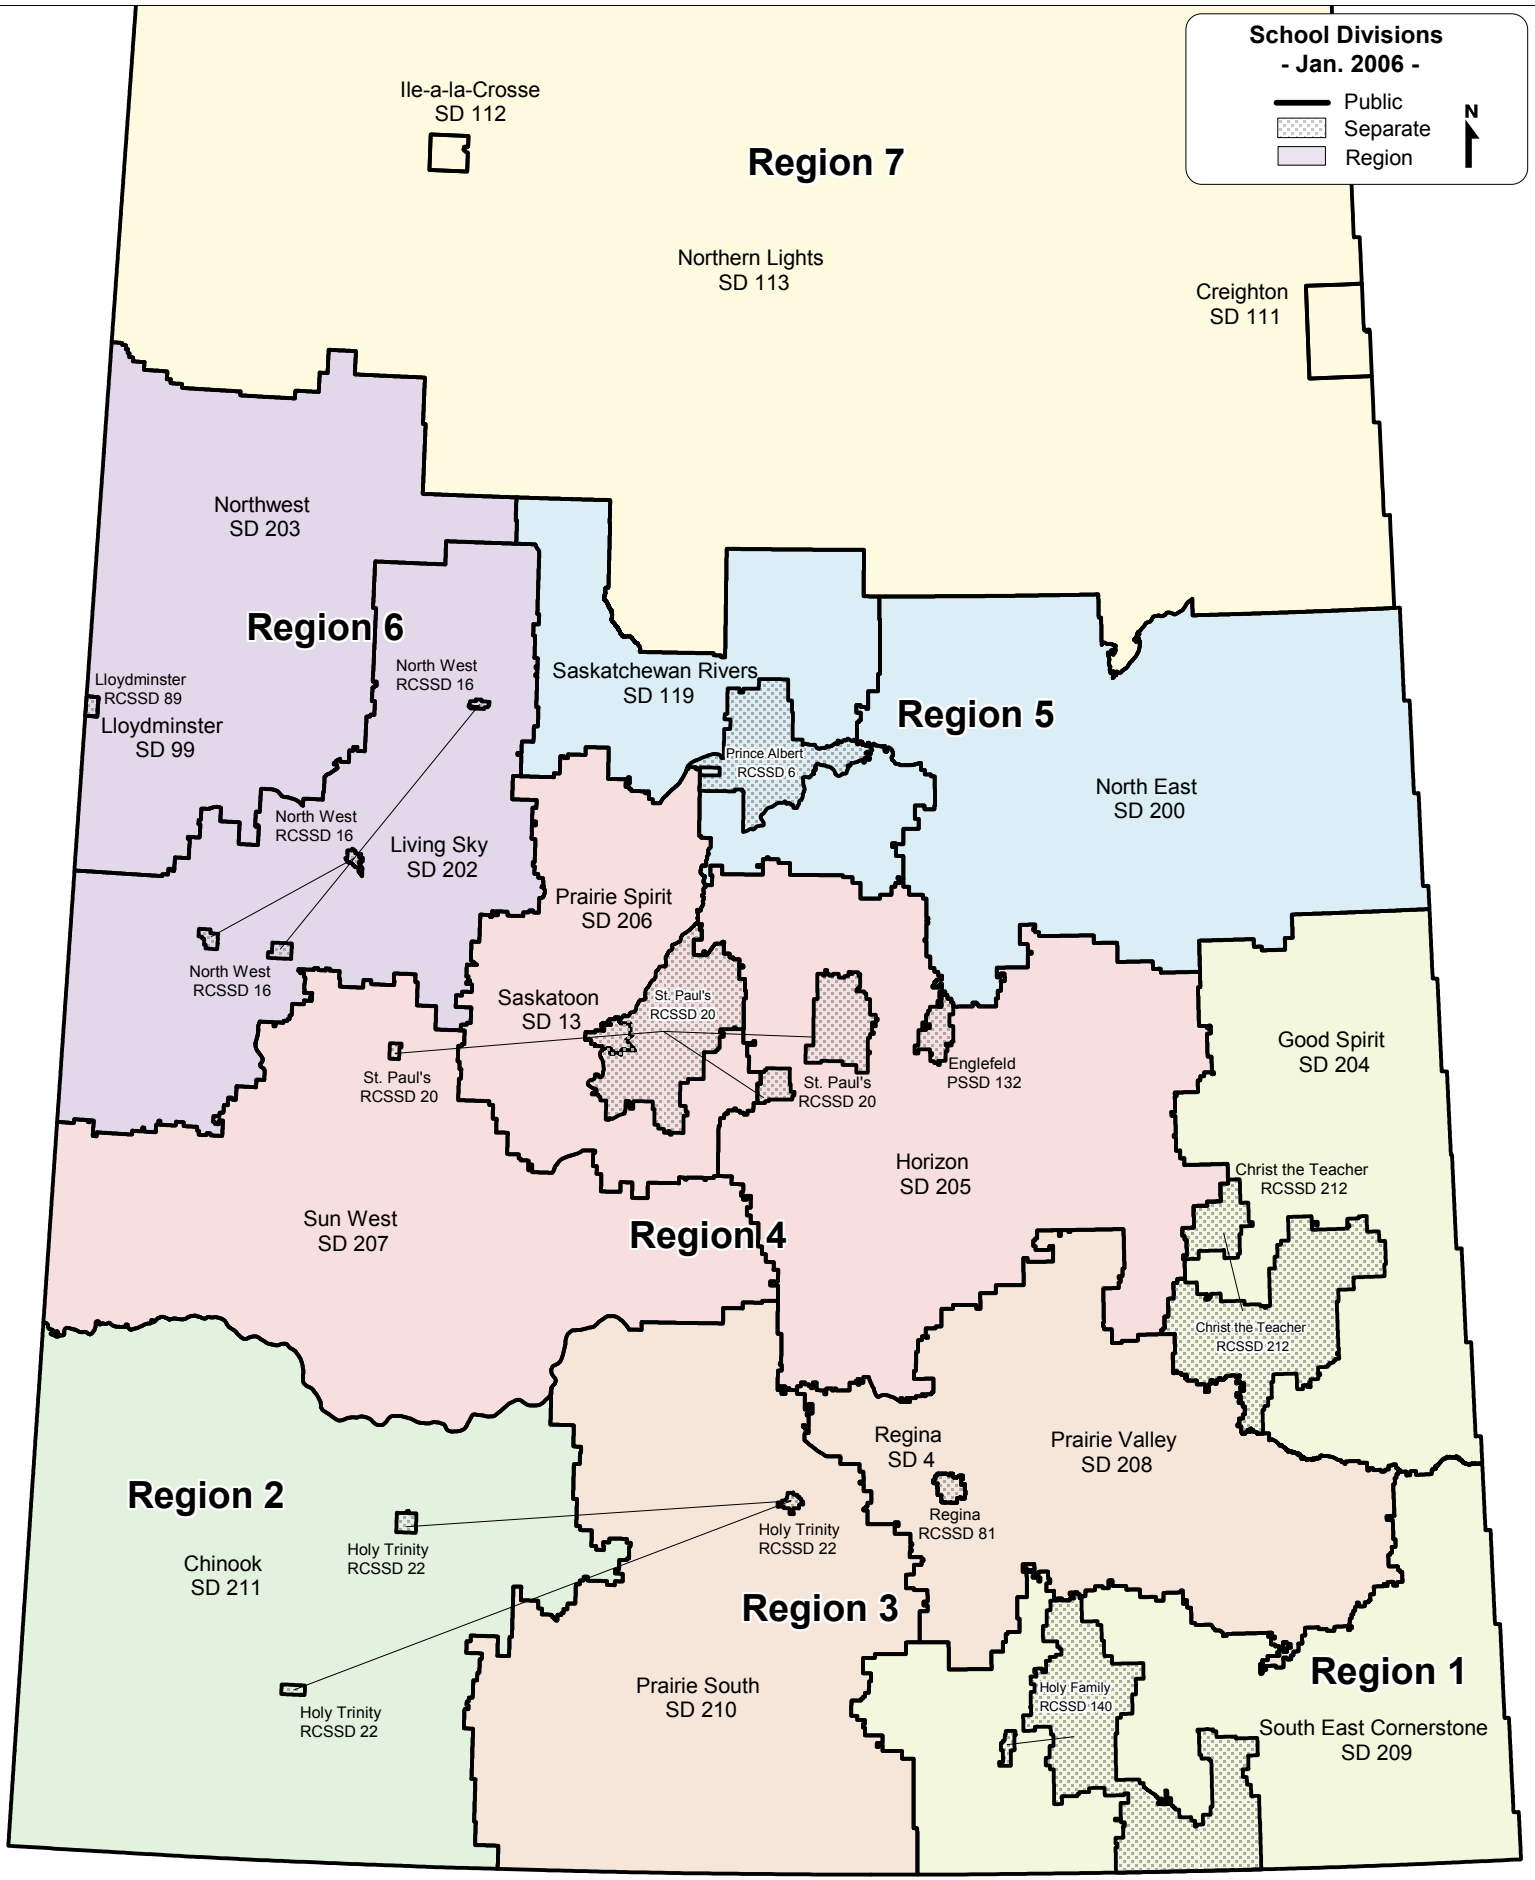 School Divisions
- Jan. 2006 -
Public
Separate
Region
N
Ile-a-la-Crosse
SD 112
Region 7
Northern Lights
SD 113
Creighton
SD 111
Northwest
SD 203
Region 6
North West
RCSSD 16
Lloydminster
RCSSD 89
Lloydminster
SD 99
Saskatchewan Rivers
SD 119
Region 5
Prince Albert
RCSSD 6
North East
SD 200
North West
RCSSD 16
Living Sky
SD 202
Prairie Spirit
SD 206
North West
RCSSD 16
Saskatoon
SD 13
St. Paul's
RCSSD 20
St. Paul's
RCSSD 20
St. Paul's
RCSSD 20
Englefeld
PSSD 132
Good Spirit
SD 204
Horizon
SD 205
Christ the Teacher
RCSSD 212
Sun West
SD 207
Region 4
Christ the Teacher
RCSSD 212
Regina
SD 4
Prairie Valley
SD 208
Region 2
Regina
RCSSD 81
Holy Trinity
RCSSD 22
Holy Trinity
RCSSD 22
Chinook
SD 211
Region 3
Prairie South
SD 210
Holy Trinity
RCSSD 22
Holy Family
RCSSD 140
Region 1
South East Cornerstone
SD 209